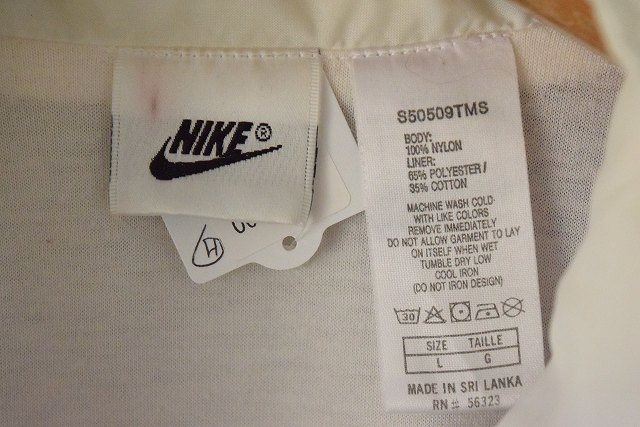 NIKE®
S50509TMS
BODY:
100% NYLON
LINER:
65% POLYESTER/
35% COTTON
MACHINE WASH COLD
WITH LIKE COLORS
REMOVE IMMEDIATELY
DO NOT ALLOW GARMENT TO LAY
ON ITSELF WHEN WET
TUMBLE DRY LOW
COOL IRON
(DO NOT IRON DESIGN)
30
SIZE TAILLE
L G
MADE IN SRI LANKA
RN# 56323